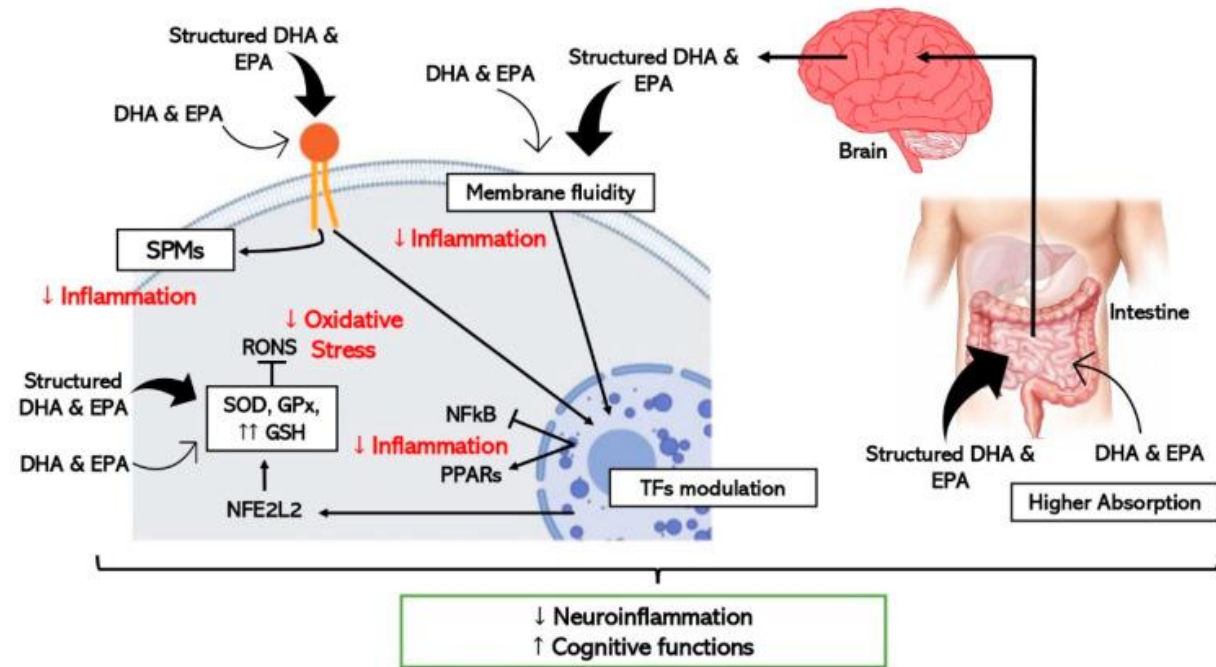 Structured DHA &
EPA
DHA & EPA
DHA & EPA
Structured DHA &
EPA
Brain
Membrane fluidity
SPMs
↓ Inflammation
↓ Inflammation
↓ Oxidative
Stress
RONS
Structured
DHA & EPA
SOD, GPx,
↑↑ GSH
DHA & EPA
NFE2L2
NFkB
↓ Inflammation
PPARs
TFs modulation
Intestine
Structured DHA &
EPA
DHA & EPA
Higher Absorption
↓ Neuroinflammation
↑ Cognitive functions